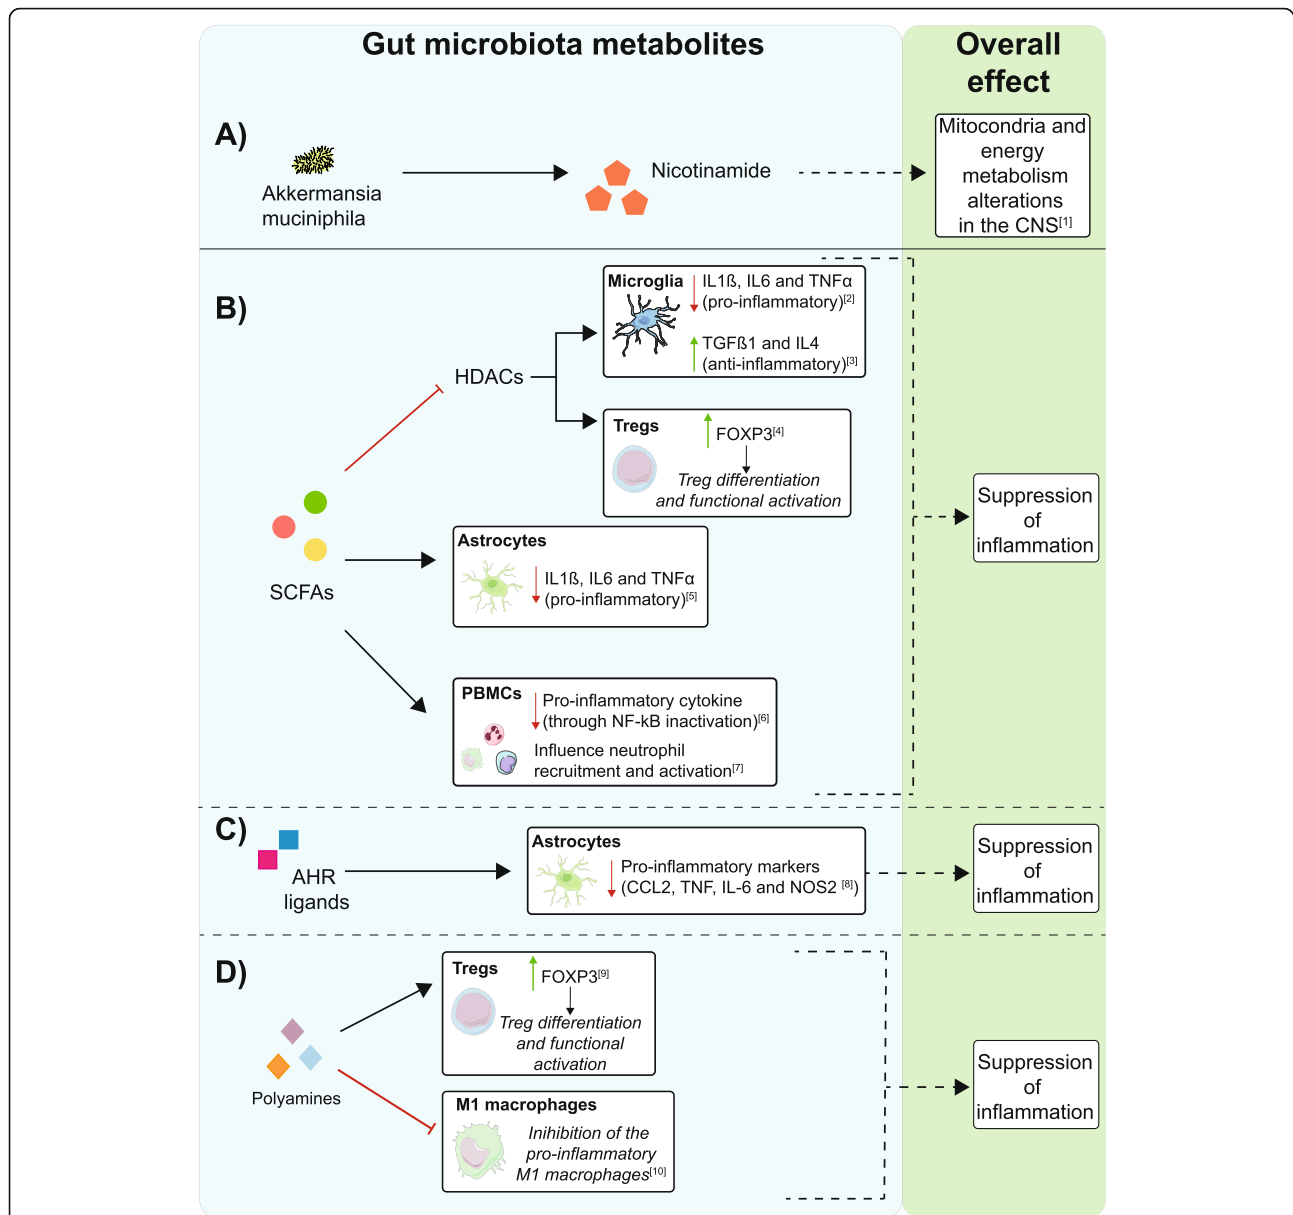 Gut microbiota metabolites
Overall
effect
A)
Akkermansia
muciniphila
Nicotinamide
Mitocondria and
energy
metabolism
alterations
in the CNS[1]
B)
Microglia
IL1ß, IL6 and TNFα
(pro-inflammatory)[2]
TGFß1 and IL4
(anti-inflammatory)[3]
HDACs
Tregs
FOXP3[4]
Treg differentiation
and functional activation
SCFAs
Astrocytes
IL1ß, IL6 and TNFα
(pro-inflammatory)[5]
PBMCs
Pro-inflammatory cytokine
(through NF-kB inactivation)[6]
Influence neutrophil
recruitment and activation[7]
Suppression
of
inflammation
C)
AHR
ligands
Astrocytes
Pro-inflammatory markers
(CCL2, TNF, IL-6 and NOS2 [8])
Suppression
of
inflammation
D)
Polyamines
Tregs
FOXP3[9]
Treg differentiation
and functional
activation
M1 macrophages
Inihibition of the
pro-inflammatory
M1 macrophages[10]
Suppression
of
inflammation